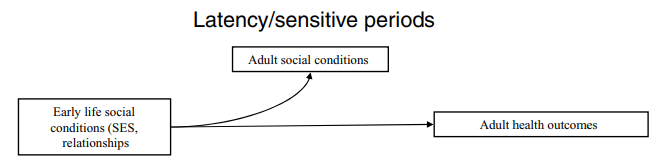 Latency/sensitive periods
Adult social conditions
Early life social
conditions (SES,
relationships
Adult health outcomes